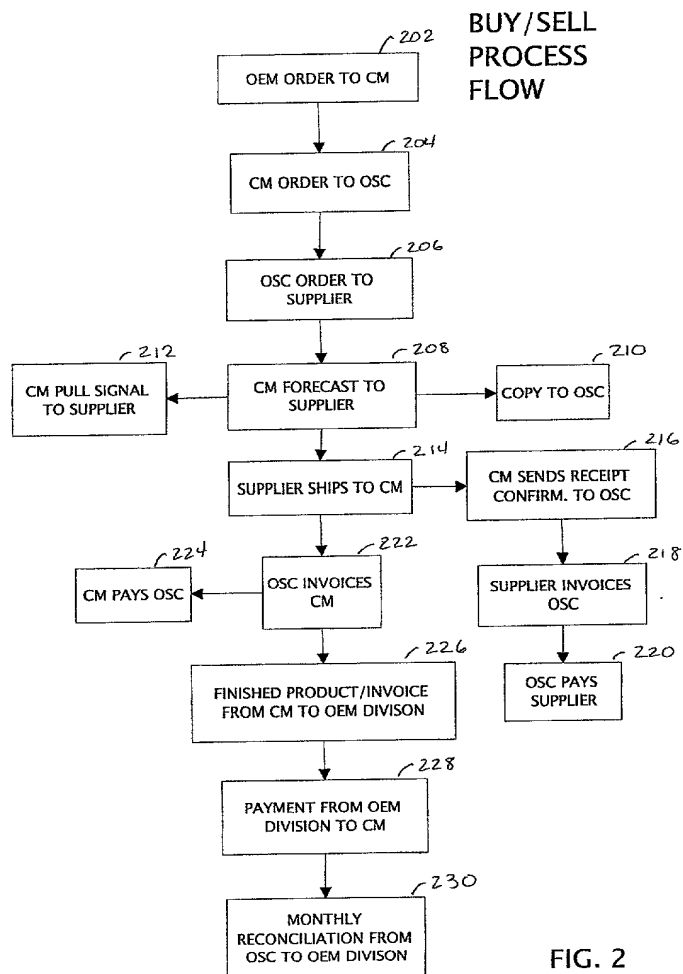 BUY/SELL
PROCESS
FLOW
202
OEM ORDER TO CM
204
CM ORDER TO OSC
206
OSC ORDER TO
SUPPLIER
212
CM PULL SIGNAL
TO SUPPLIER
208
CM FORECAST TO
SUPPLIER
210
COPY TO OSC
214
SUPPLIER SHIPS TO CM
216
CM SENDS RECEIPT
CONFIRM. TO OSC
224
CM PAYS OSC
222
OSC INVOICES
CM
218
SUPPLIER INVOICES
OSC
220
OSC PAYS
SUPPLIER
226
FINISHED PRODUCT/INVOICE
FROM CM TO OEM DIVISON
228
PAYMENT FROM OEM
DIVISION TO CM
230
MONTHLY
RECONCILIATION FROM
OSC TO OEM DIVISON
FIG. 2